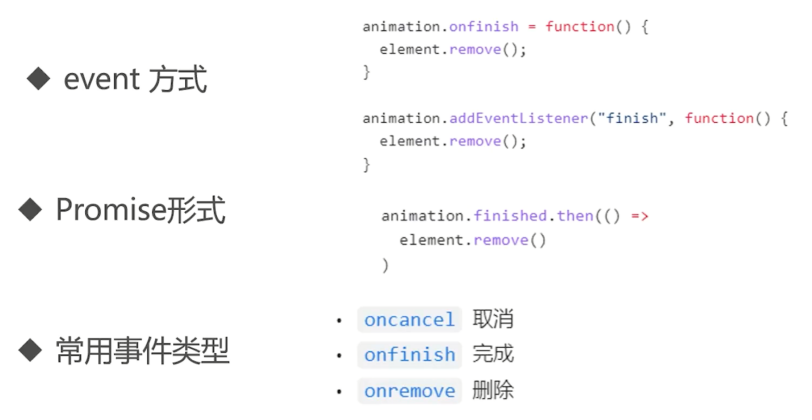 ◆ event 方式
animation.onfinish = function() {
  element.remove();
}
animation.addEventListener("finish", function() {
  element.remove();
}
◆ Promise形式
animation.finished.then(() =>
  element.remove()
)
◆ 常用事件类型
• oncancel 取消
• onfinish 完成
• onremove 删除